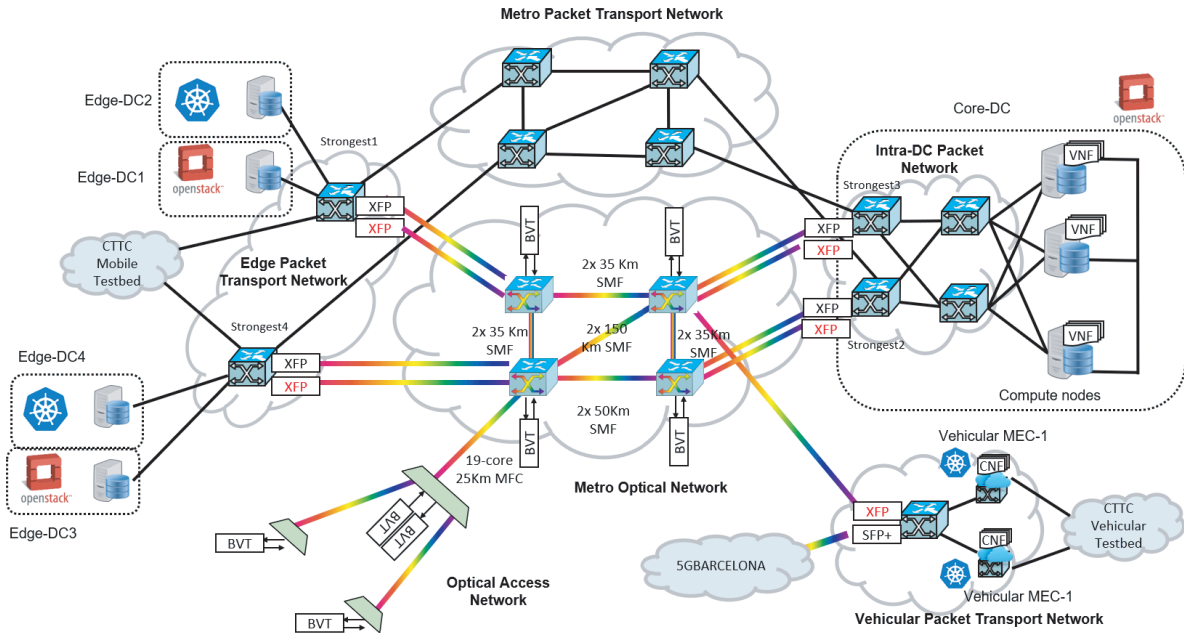 Metro Packet Transport Network
Edge-DC2
Core-DC
openstack™
Strongest1
Intra-DC Packet
Network
VNF
Edge-DC1
openstack™
Strongest3
XFP
XFP
BVT
BVT
VNF
CTTC
Mobile
Testbed
Edge Packet
Transport Network
2x 35 Km
SMF
XFP
XFP
Strongest4
2x 35 Km
SMF
2x 150
Km SMF
2x 35Km
SMF
XFP
XFP
Strongest2
VNF
Edge-DC4
XFP
XFP
Compute nodes
2x 50Km
SMF
BVT
BVT
19-core
25Km MFC
Metro Optical Network
Vehicular MEC-1
CNF
openstack™
Edge-DC3
BVT
BVT
BVT
XFP
SFP+
CTTC
Vehicular
Testbed
CNF
5GBARCELONA
Optical Access
Network
BVT
Vehicular MEC-1
Vehicular Packet Transport Network